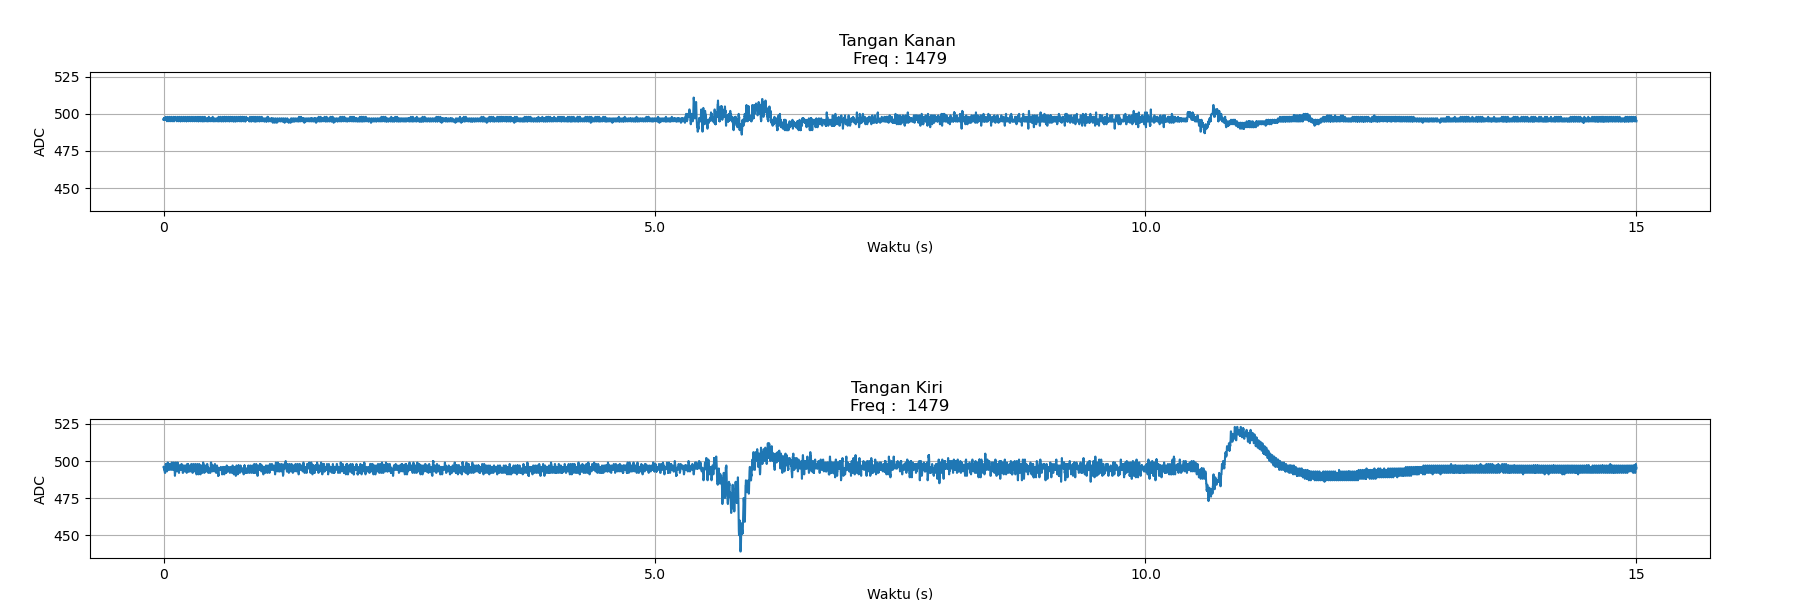 Tangan Kanan
Freq : 1479
525
500
475
450
ADC
0 5.0 10.0 15
Waktu (s)
Tangan Kiri
Freq :  1479
525
500
475
450
ADC
0 5.0 10.0 15
Waktu (s)